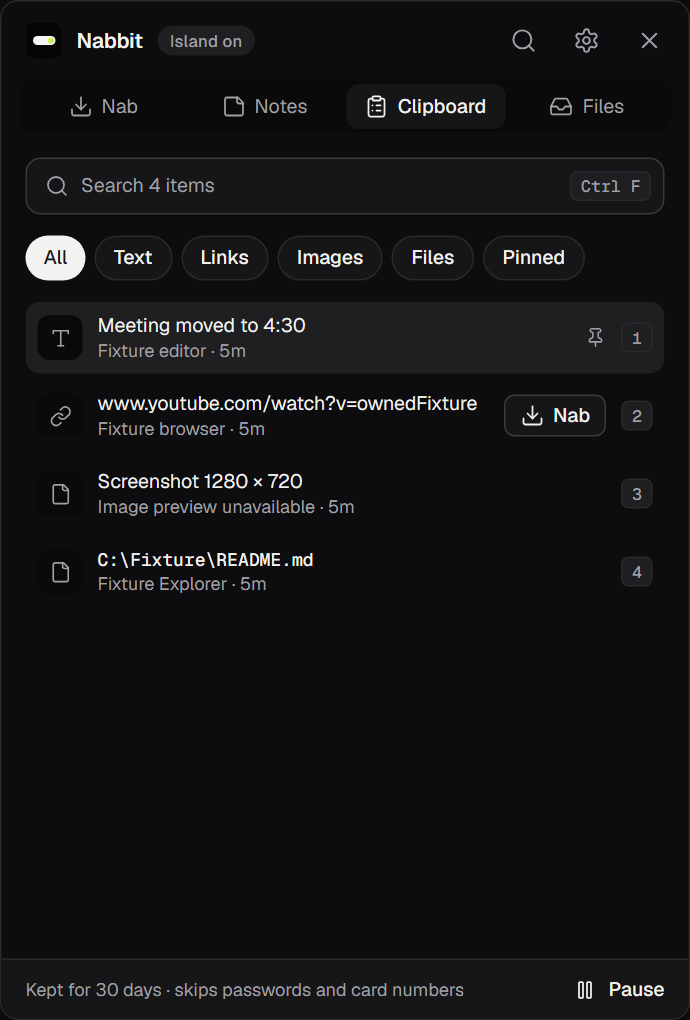 Nabbit Island on
Nab Notes Clipboard Files
Search 4 items Ctrl F
All Text Links Images Files Pinned
Meeting moved to 4:30
Fixture editor · 5m
1
www.youtube.com/watch?v=ownedFixture
Fixture browser · 5m
Nab 2
Screenshot 1280 × 720
Image preview unavailable · 5m
3
C:\Fixture\README.md
Fixture Explorer · 5m
4
Kept for 30 days · skips passwords and card numbers Pause